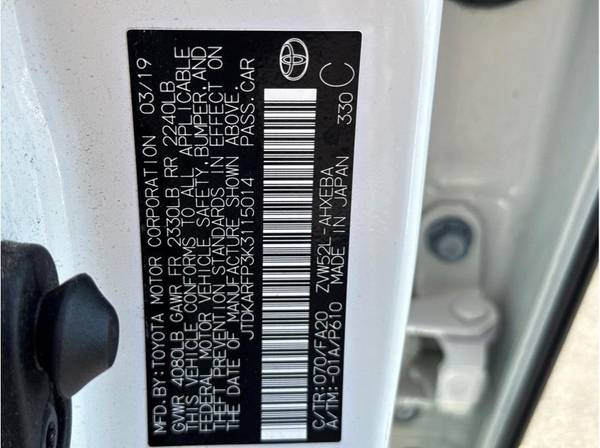 MFD.BY:TOYOTA MOTOR CORPORATION 03/19
GVWR 4080LB GAWR FR 2330LB RR 2240LB
THIS VEHICLE CONFORMS TO ALL APPLICABLE
FEDERAL MOTOR VEHICLE SAFETY, BUMPER, AND
THEFT PREVENTION STANDARDS IN EFFECT ON
THE DATE OF MANUFACTURE SHOWN ABOVE.
JTDKARFP3K3115014 PASS.CAR
C/TR:070/FA20 ZVW52L-AHXEBA
A/TM:-01A/P610 MADE IN JAPAN 330 C